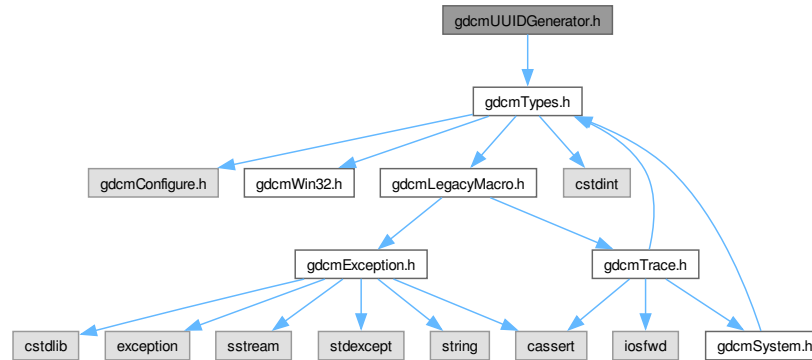 gdcmUUIDGenerator.h
gdcmTypes.h
gdcmConfigure.h
gdcmWin32.h
gdcmLegacyMacro.h
cstdint
gdcmException.h
gdcmTrace.h
cstdlib
exception
sstream
stdexcept
string
cassert
iosfwd
gdcmSystem.h